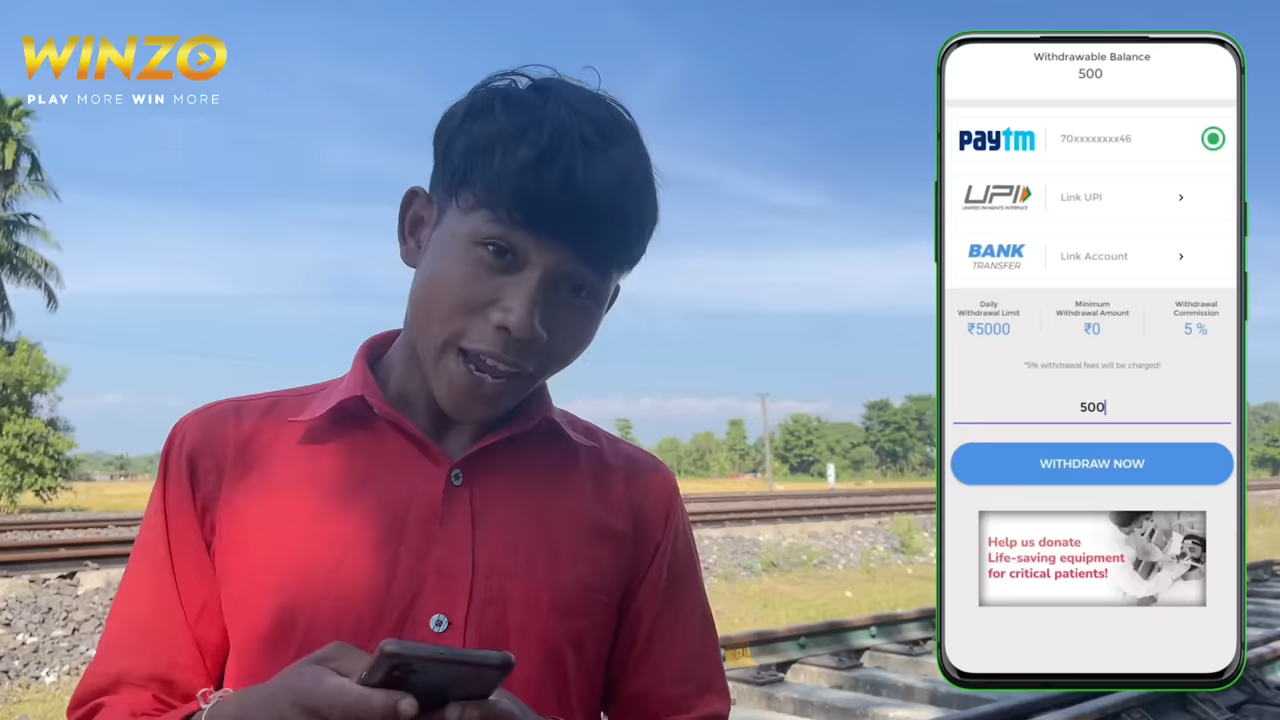 WINZO
PLAY MORE WIN MORE
Withdrawable Balance
500
Paytm 70xxxxxxxx46
UPI Link UPI
UNIFIED PAYMENTS INTERFACE
BANK TRANSFER Link Account
Daily Withdrawal Limit
₹5000
Minimum Withdrawal Amount
₹0
Withdrawal Commission
5 %
*5% withdrawal fees will be charged!
500
WITHDRAW NOW
Help us donate
Life-saving equipment
for critical patients!